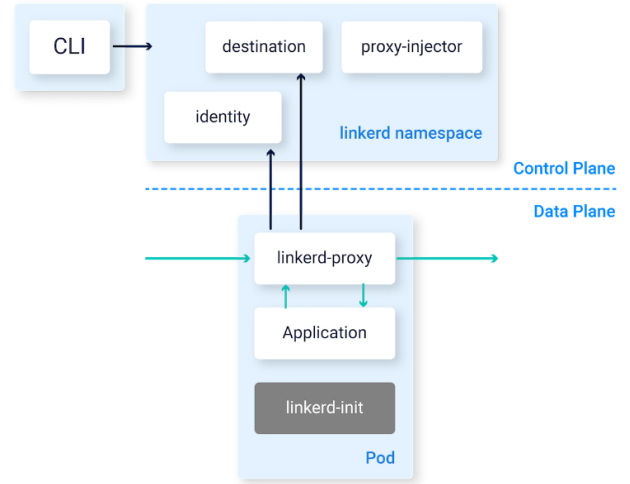 CLI
destination
proxy-injector
identity
linkerd namespace
Control Plane
Data Plane
linkerd-proxy
Application
linkerd-init
Pod